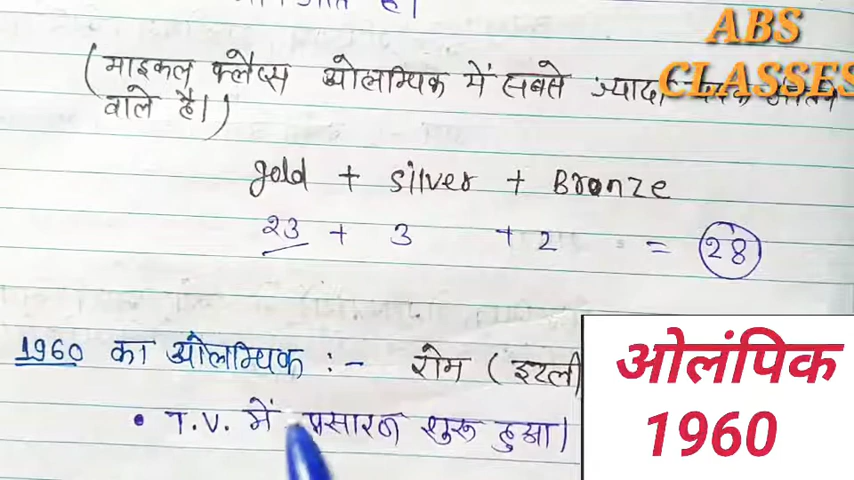 ABS
CLASSES
(माइकल फ्लैप्स ओलम्पिक में सबसे ज्यादा
वाले है।)
gold + silver + Bronze
23 + 3 + 2 = 28
1960 का ओलम्पिक :- रोम (इटली)
• T.V. में प्रसारण शुरू हुआ।
ओलंपिक
1960